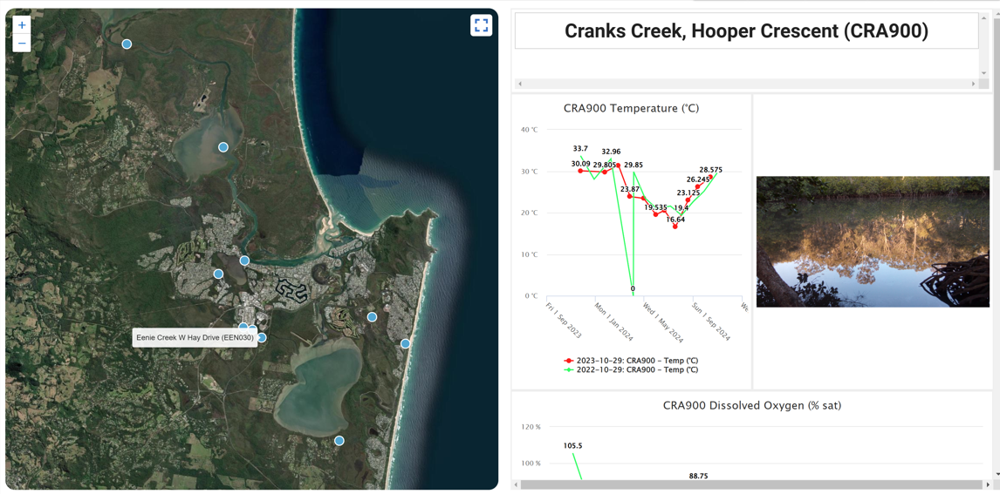 +
−
Eenie Creek W Hay Drive (EEN030)
Cranks Creek, Hooper Crescent (CRA900)
CRA900 Temperature (°C)
40 °C
30 °C
20 °C
10 °C
0 °C
33.7
32.96
30.09
29.805
29.85
28.575
26.245
23.87
23.125
19.535
19.4
16.64
0
Fri 1 Sep 2023
Mon 1 Jan 2024
Wed 1 May 2024
Sun 1 Sep 2024
We
2023-10-29: CRA900 - Temp (°C)
2022-10-29: CRA900 - Temp (°C)
CRA900 Dissolved Oxygen (% sat)
120 %
105.5
100 %
88.75